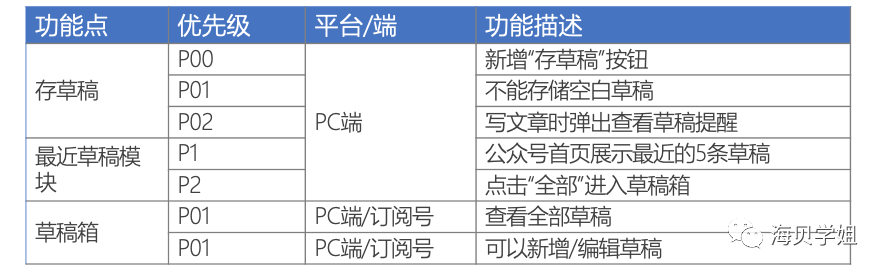 功能点 优先级 平台/端 功能描述
存草稿 P00 PC端 新增“存草稿”按钮
P01 不能存储空白草稿
P02 写文章时弹出查看草稿提醒
最近草稿模块 P1 公众号首页展示最近的5条草稿
P2 点击“全部”进入草稿箱
草稿箱 P01 PC端/订阅号 查看全部草稿
P01 PC端/订阅号 可以新增/编辑草稿
海贝学姐